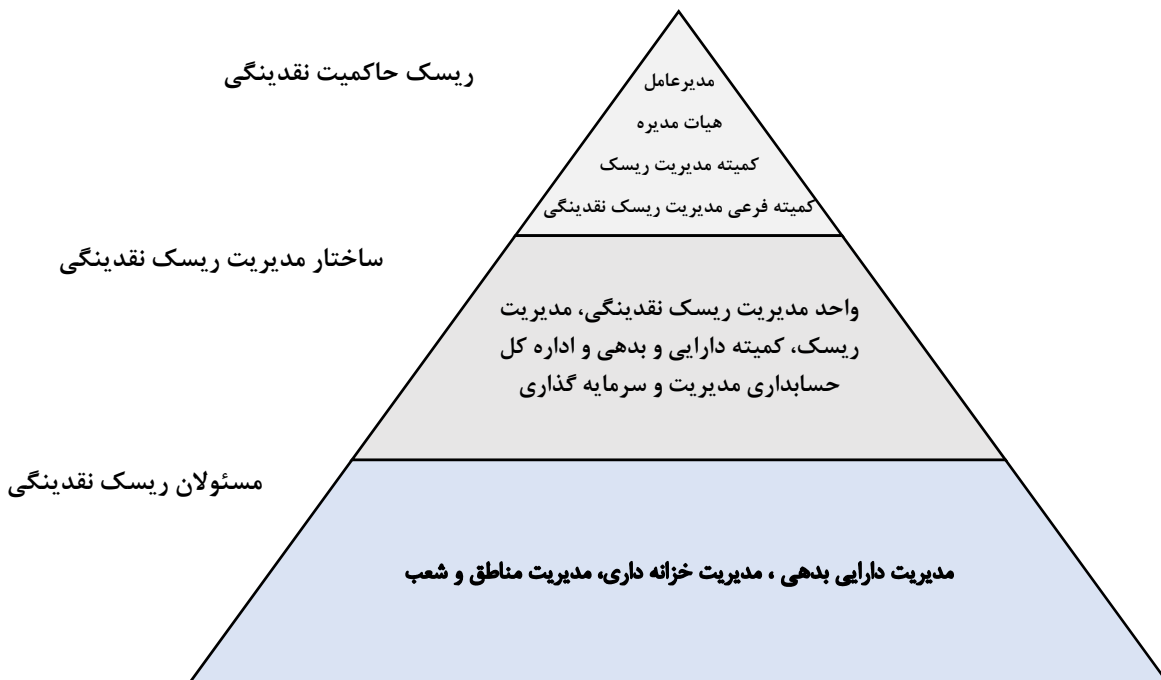 ریسک حاکمیت نقدینگی
مدیرعامل
هیات مدیره
کمیته مدیریت ریسک
کمیته فرعی مدیریت ریسک نقدینگی
ساختار مدیریت ریسک نقدینگی
واحد مدیریت ریسک نقدینگی، مدیریت
ریسک، کمیته دارایی و بدهی و اداره کل
حسابداری مدیریت و سرمایه گذاری
مسئولان ریسک نقدینگی
مدیریت دارایی بدهی ، مدیریت خزانه داری، مدیریت مناطق و شعب